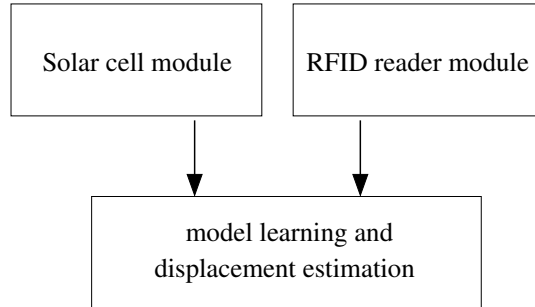 Solar cell module
RFID reader module
model learning and
displacement estimation